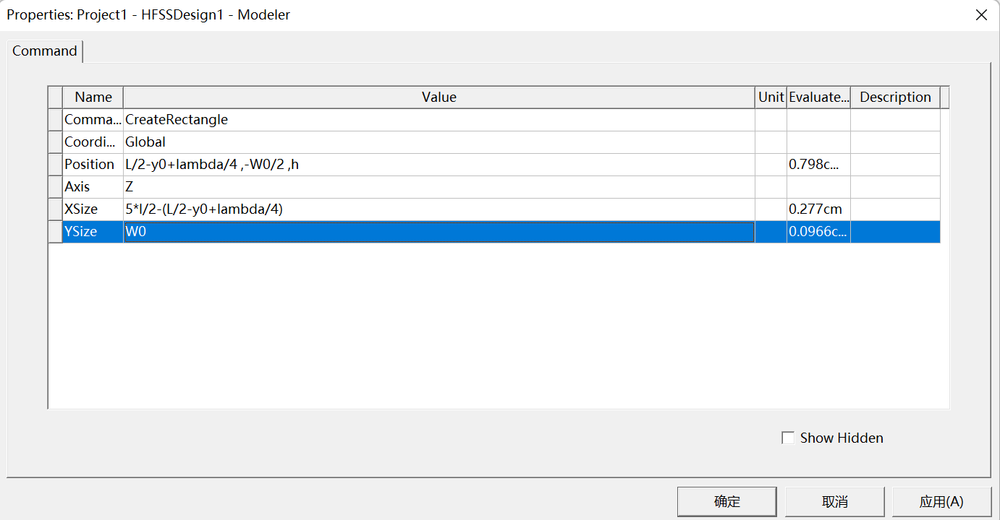 Properties: Project1 - HFSSDesign1 - Modeler
Command
Name Value Unit Evaluate... Description
Comma... CreateRectangle
Coordi... Global
Position L/2-y0+lambda/4 ,-W0/2 ,h 0.798c...
Axis Z
XSize 5*l/2-(L/2-y0+lambda/4) 0.277cm
YSize W0 0.0966c...
Show Hidden
确定 取消 应用(A)